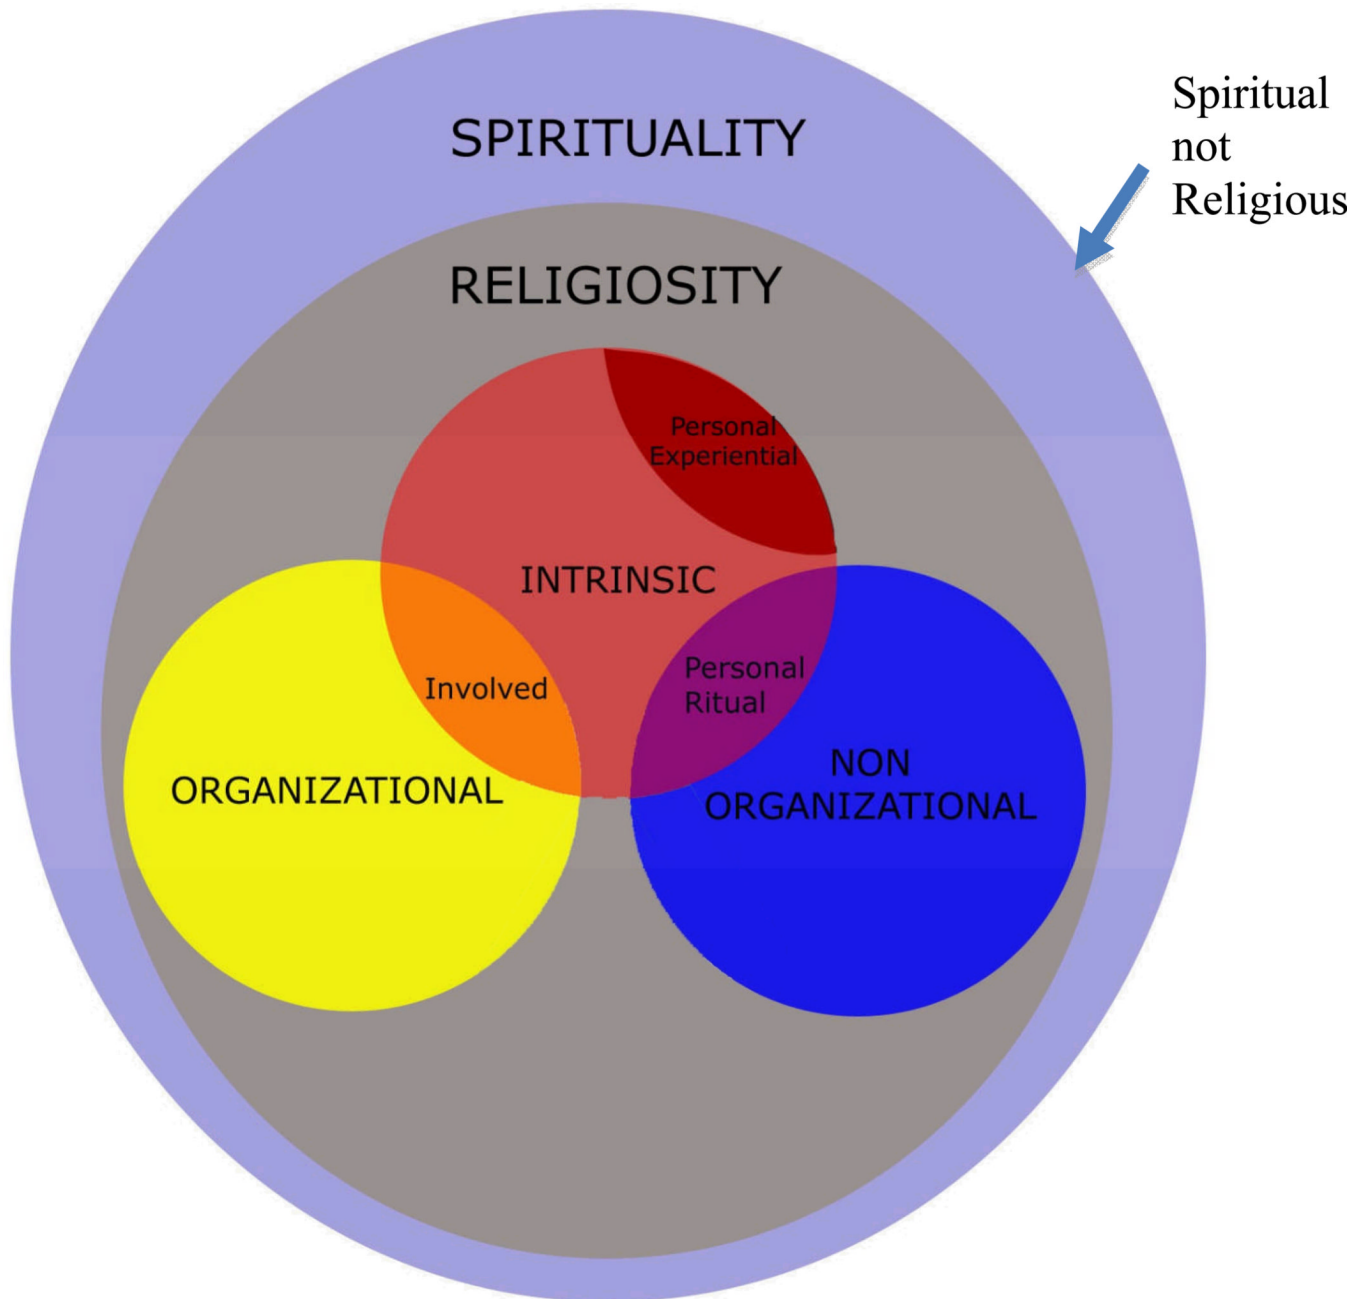 Spiritual
not
Religious
SPIRITUALITY
RELIGIOSITY
Personal
Experiential
INTRINSIC
Involved
Personal
Ritual
ORGANIZATIONAL
NON
ORGANIZATIONAL